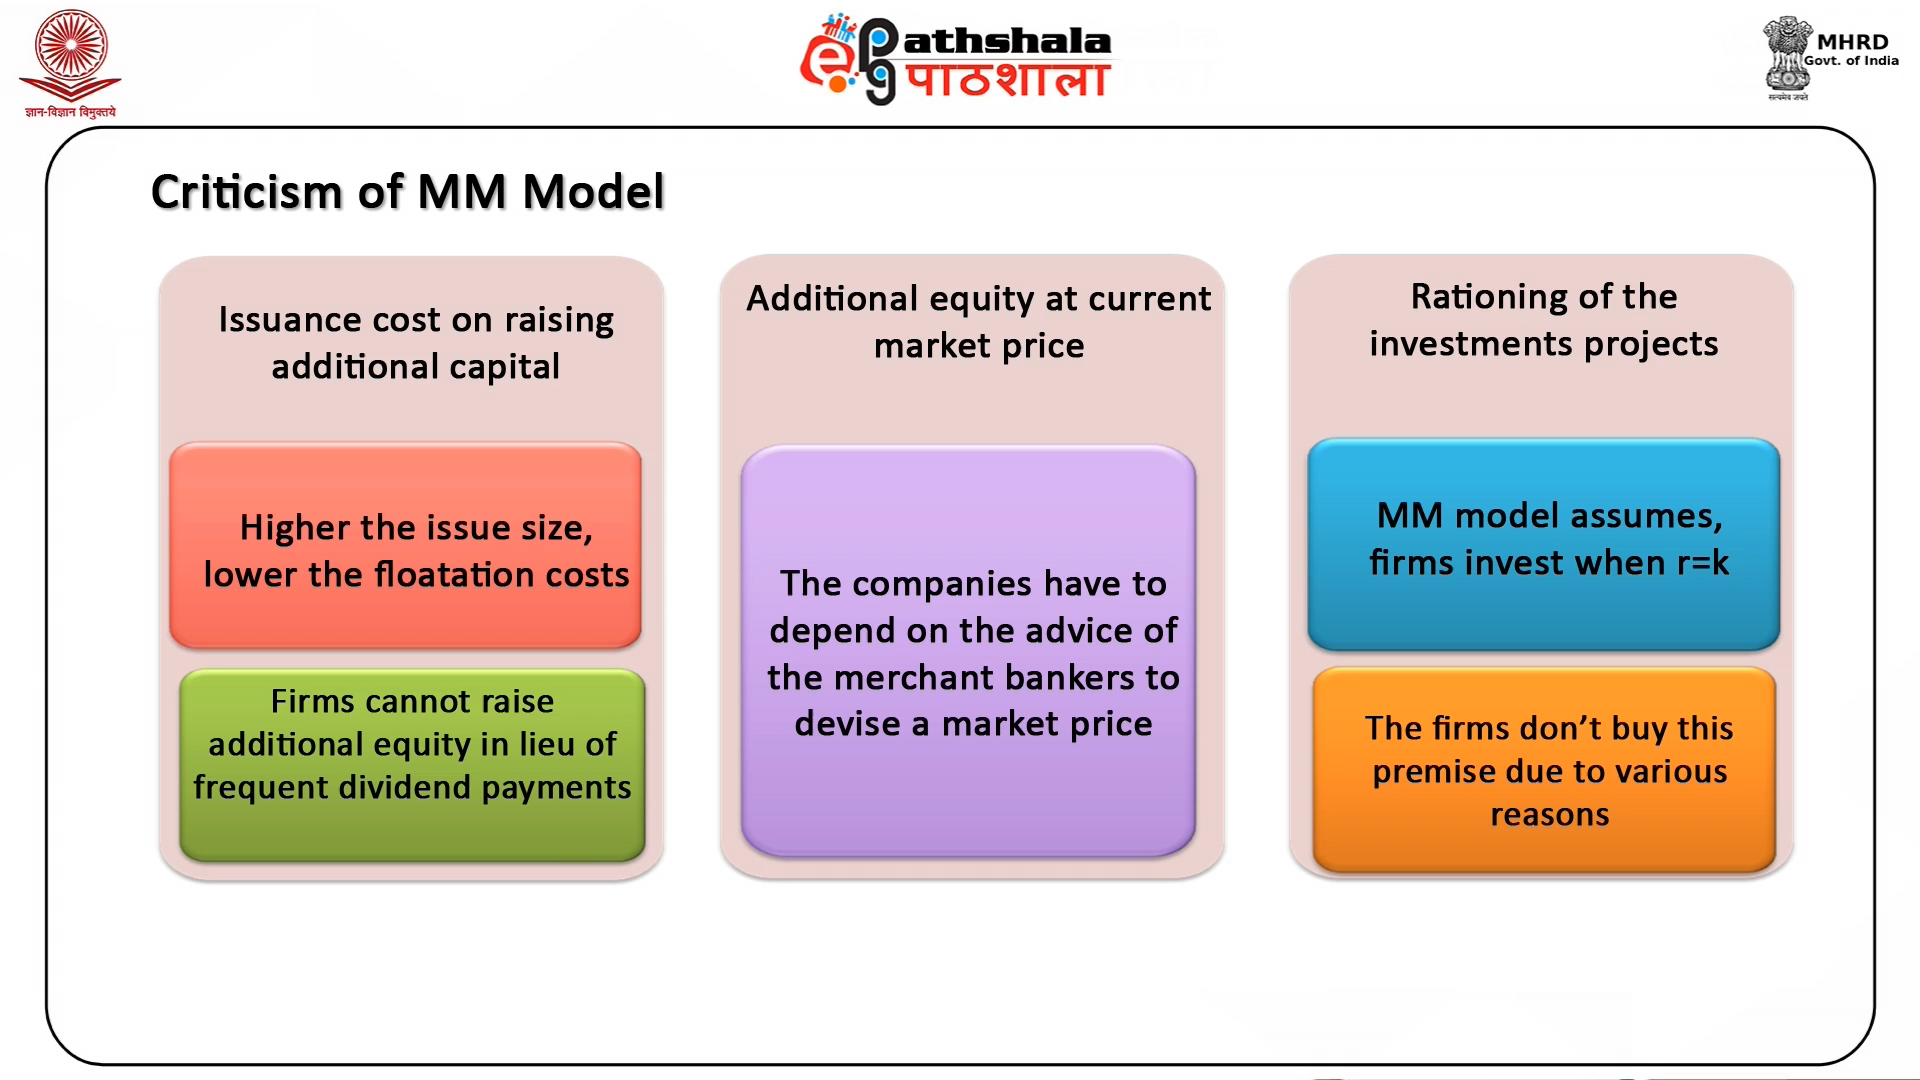 ज्ञान-विज्ञान विमुक्तये
ePathshala
पाठशाला
MHRD
Govt. of India
सत्यमेव जयते
Criticism of MM Model
Issuance cost on raising
additional capital
Higher the issue size,
lower the floatation costs
Firms cannot raise
additional equity in lieu of
frequent dividend payments
Additional equity at current
market price
The companies have to
depend on the advice of
the merchant bankers to
devise a market price
Rationing of the
investments projects
MM model assumes,
firms invest when r=k
The firms don’t buy this
premise due to various
reasons